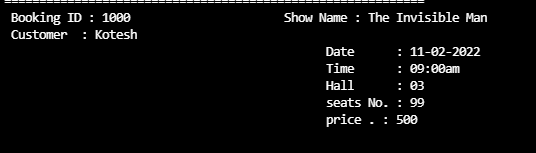 Booking ID : 1000 Show Name : The Invisible Man
Customer : Kotesh
Date : 11-02-2022
Time : 09:00am
Hall : 03
seats No. : 99
price . : 500